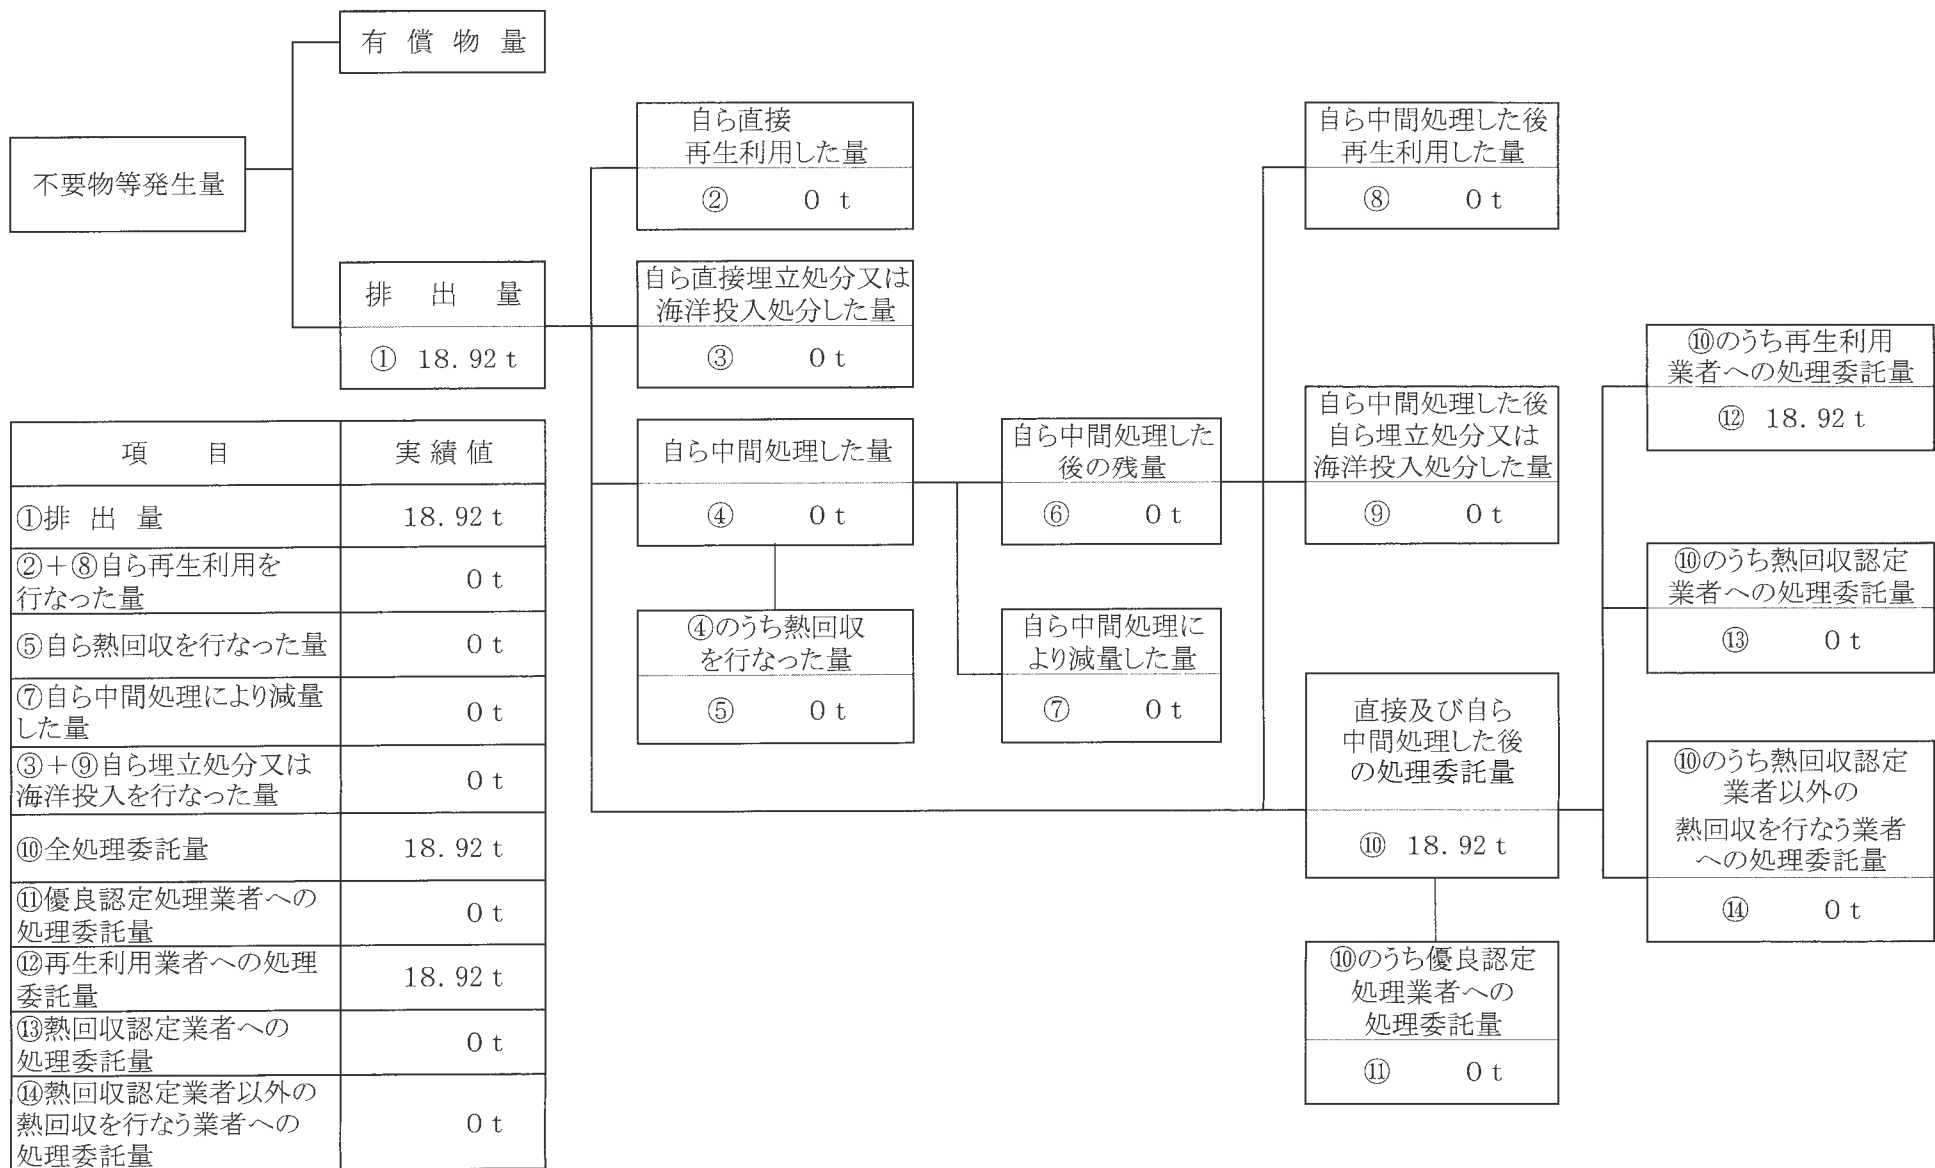 有 償 物 量
不要物等発生量
排 出 量
① 18.92 t
自ら直接
再生利用した量
② 0 t
自ら直接埋立処分又は
海洋投入処分した量
③ 0 t
自ら中間処理した量
④ 0 t
④のうち熱回収
を行なった量
⑤ 0 t
自ら中間処理した
後の残量
⑥ 0 t
自ら中間処理に
より減量した量
⑦ 0 t
自ら中間処理した後
再生利用した量
⑧ 0 t
自ら中間処理した後
自ら埋立処分又は
海洋投入処分した量
⑨ 0 t
直接及び自ら
中間処理した後
の処理委託量
⑩ 18.92 t
⑩のうち優良認定
処理業者への
処理委託量
⑪ 0 t
⑩のうち再生利用
業者への処理委託量
⑫ 18.92 t
⑩のうち熱回収認定
業者への処理委託量
⑬ 0 t
⑩のうち熱回収認定
業者以外の
熱回収を行なう業者
への処理委託量
⑭ 0 t
項 目 実 績 値
①排 出 量 18.92 t
②+⑧自ら再生利用を
行なった量 0 t
⑤自ら熱回収を行なった量 0 t
⑦自ら中間処理により減量
した量 0 t
③+⑨自ら埋立処分又は
海洋投入を行なった量 0 t
⑩全処理委託量 18.92 t
⑪優良認定処理業者への
処理委託量 0 t
⑫再生利用業者への処理
委託量 18.92 t
⑬熱回収認定業者への
処理委託量 0 t
⑭熱回収認定業者以外の
熱回収を行なう業者への
処理委託量 0 t